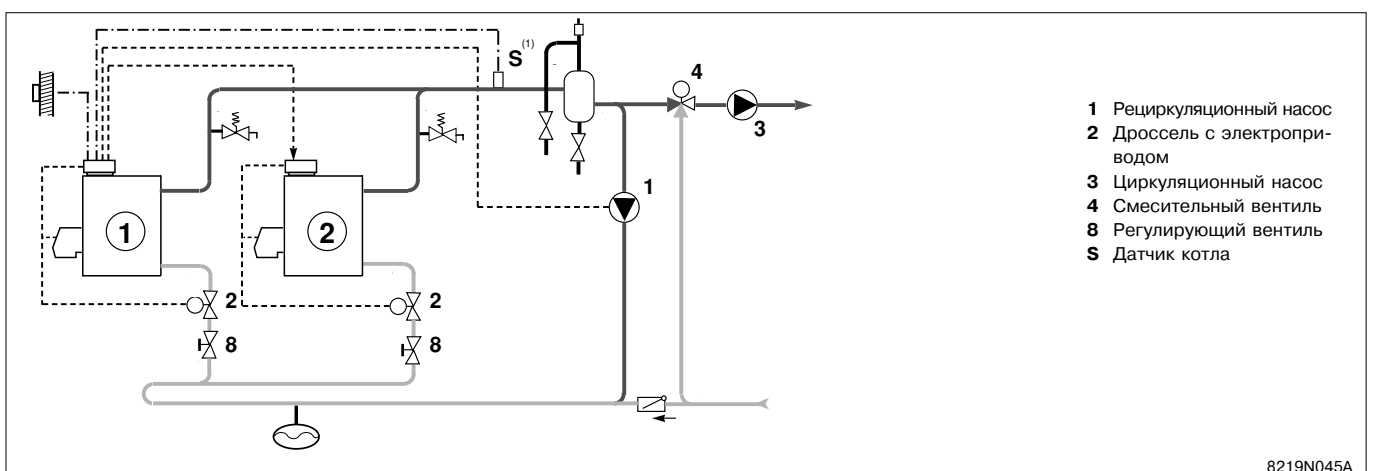 S (1)
4
3
1
1
2
2
2
8
8
1 Рециркуляционный насос
2 Дроссель с электропри-
водом
3 Циркуляционный насос
4 Смесительный вентиль
8 Регулирующий вентиль
S Датчик котла
8219N045A